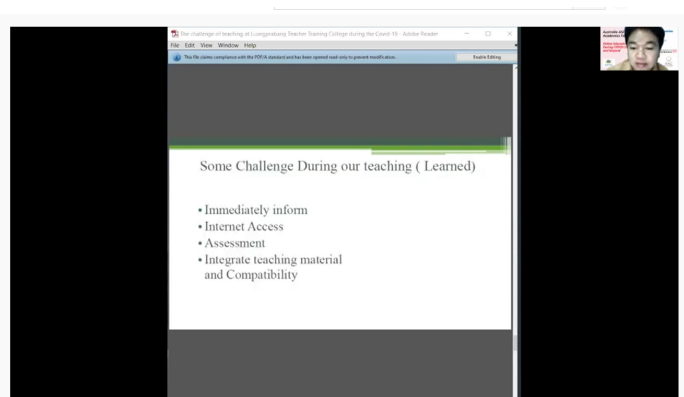 The challenge of teaching at Luangprabang Teacher Training College during the Covid-19 - Adobe Reader
File Edit View Window Help
This file claims compliance with the PDF/A standard and has been opened read-only to prevent modification.
Enable Editing
Some Challenge During our teaching ( Learned)
• Immediately inform
• Internet Access
• Assessment
• Integrate teaching material
and Compatibility